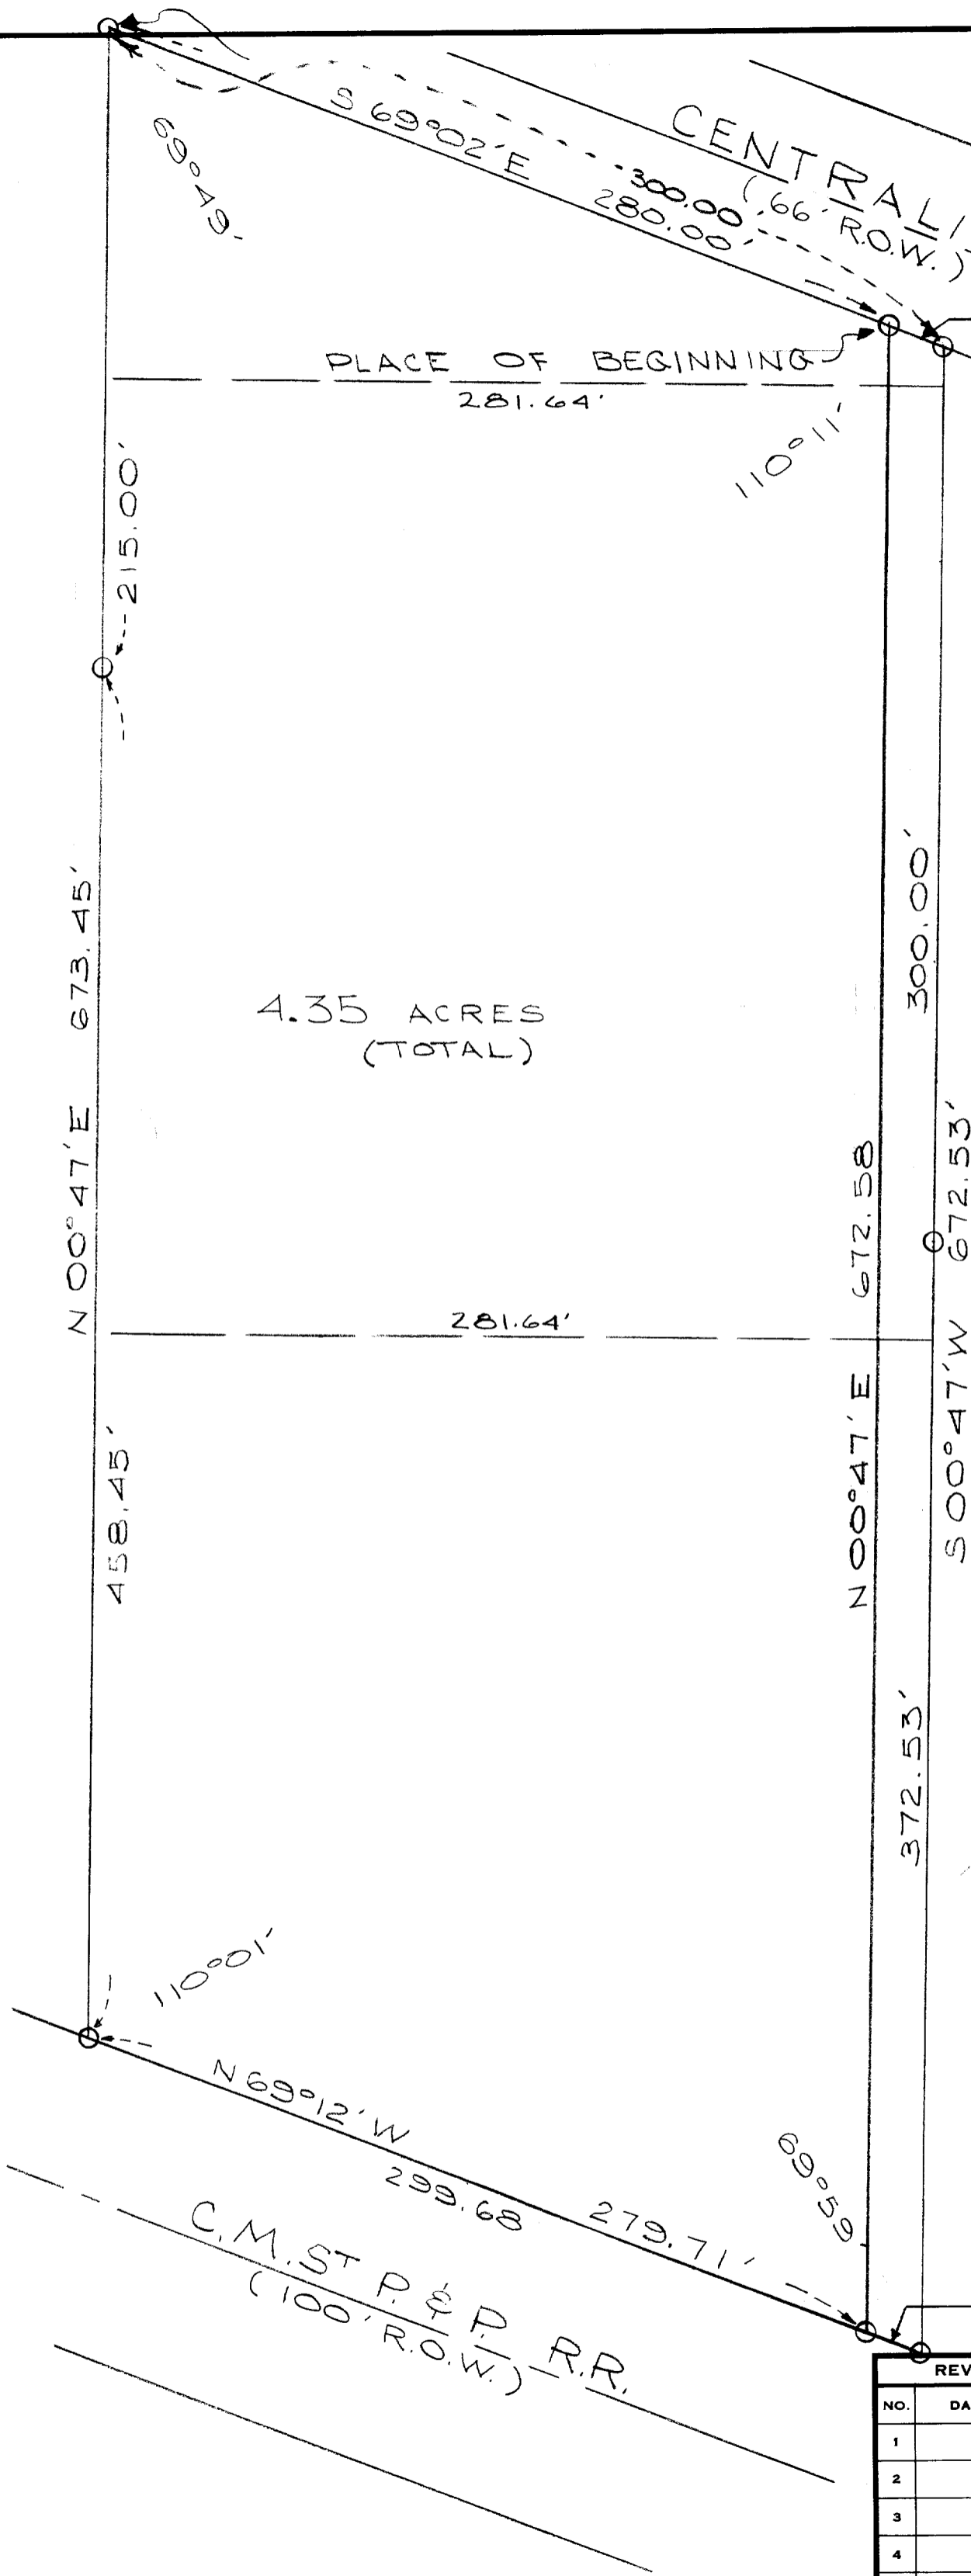 CENTRALI
(66' R.O.W.)
S 69°02'E
300.00
280.00'
69°49'
PLACE OF BEGINNING
281.64'
110°11'
215.00'
300.00'
N 00°47'E 673.45'
4.35 ACRES
(TOTAL)
N 00°47'E 672.58
S 00°47'W 672.53'
281.64'
458.45'
372.53'
110°01'
N 69°12'W
299.68
279.71'
69°59'
C.M. ST P. & P. R.R.
(100' R.O.W.)
REV
NO. DA
1
2
3
4